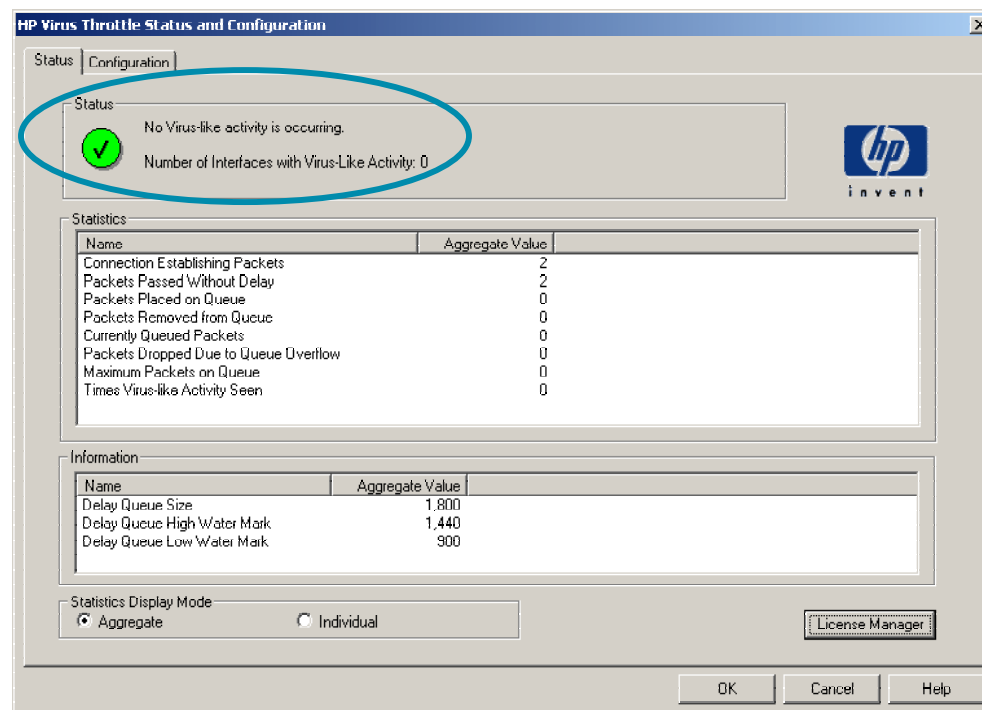 HP Virus Throttle Status and Configuration
Status Configuration
Status
No Virus-like activity is occurring.
Number of Interfaces with Virus-Like Activity: 0
hp
invent
Statistics
Name Aggregate Value
Connection Establishing Packets 2
Packets Passed Without Delay 2
Packets Placed on Queue 0
Packets Removed from Queue 0
Currently Queued Packets 0
Packets Dropped Due to Queue Overflow 0
Maximum Packets on Queue 0
Times Virus-like Activity Seen 0
Information
Name Aggregate Value
Delay Queue Size 1,800
Delay Queue High Water Mark 1,440
Delay Queue Low Water Mark 900
Statistics Display Mode
Aggregate Individual
License Manager
OK Cancel Help